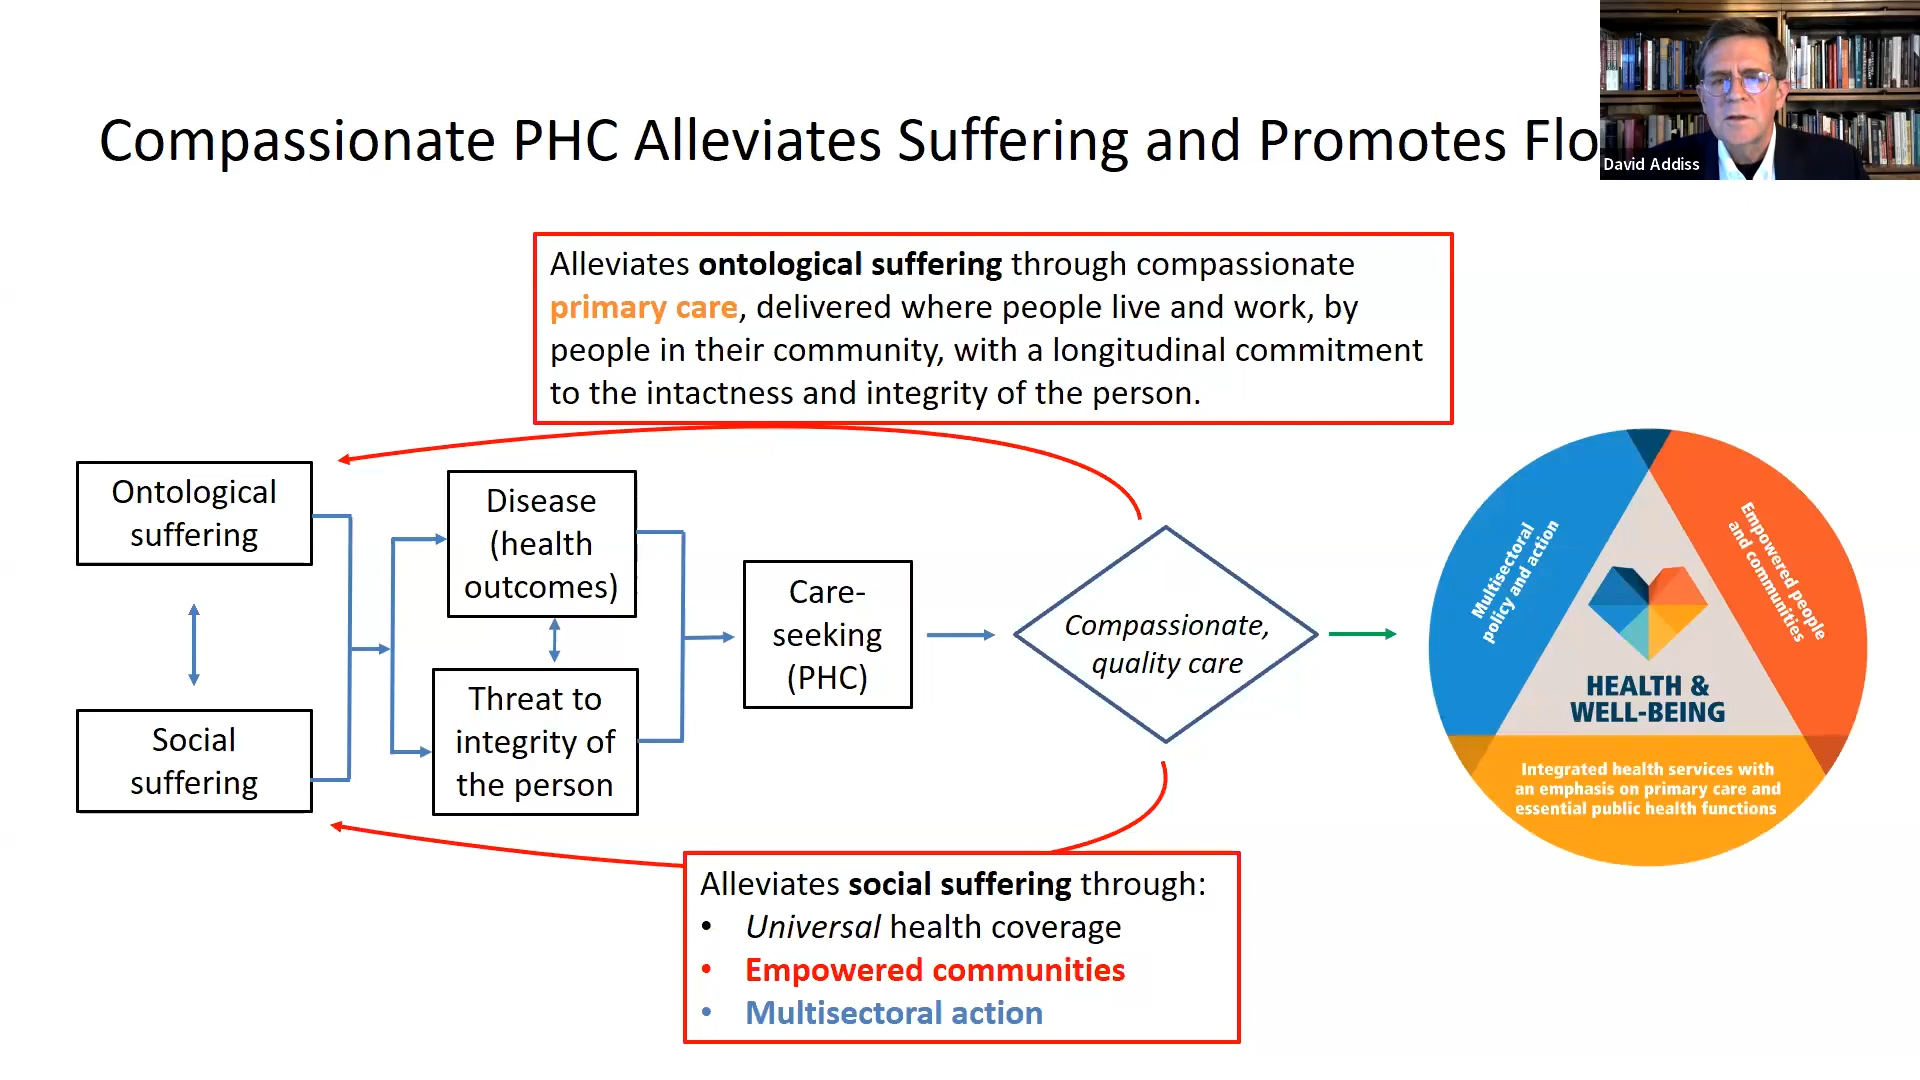 Compassionate PHC Alleviates Suffering and Promotes Flo
David Addiss
Alleviates ontological suffering through compassionate
primary care, delivered where people live and work, by
people in their community, with a longitudinal commitment
to the intactness and integrity of the person.
Ontological
suffering
Social
suffering
Disease
(health
outcomes)
Threat to
integrity of
the person
Care-
seeking
(PHC)
Compassionate,
quality care
Multisectoral
policy and action
Empowered people
and communities
HEALTH &
WELL-BEING
Integrated health services with
an emphasis on primary care and
essential public health functions
Alleviates social suffering through:
• Universal health coverage
• Empowered communities
• Multisectoral action